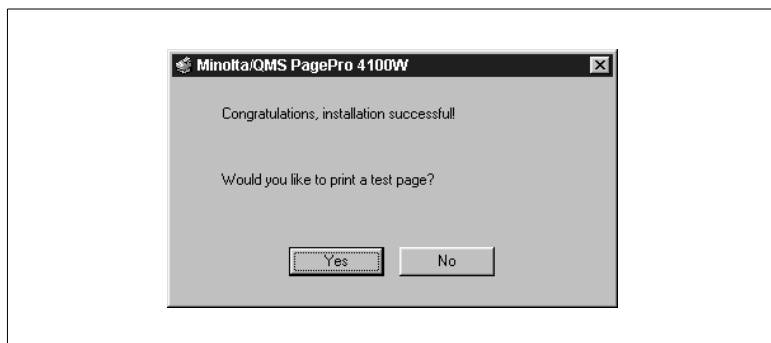 Minolta/QMS PagePro 4100W
Congratulations, installation successful!
Would you like to print a test page?
Yes
No